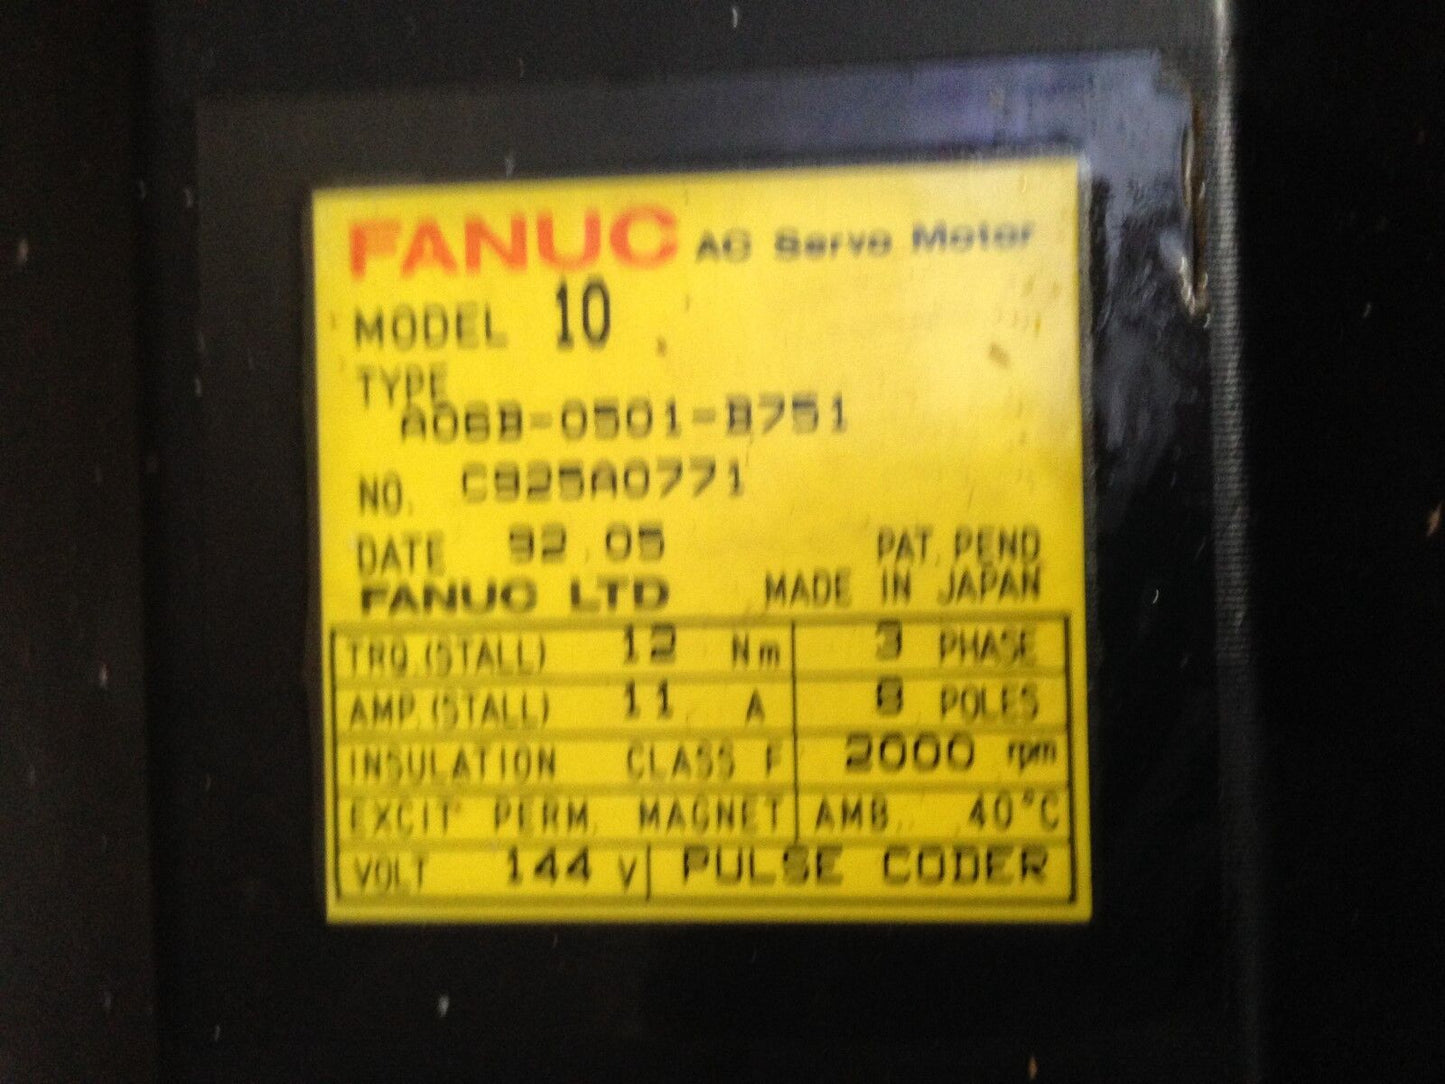 FANUC AC Servo Motor
MODEL 10
TYPE
A06B-0501-B751
NO. C925A0771
DATE 92.05 PAT. PEND
FANUC LTD MADE IN JAPAN
TRQ.(STALL) 12 Nm 3 PHASE
AMP.(STALL) 11 A 8 POLES
INSULATION CLASS F 2000 rpm
EXCIT PERM. MAGNET AMB. 40°C
VOLT 144 V PULSE CODER